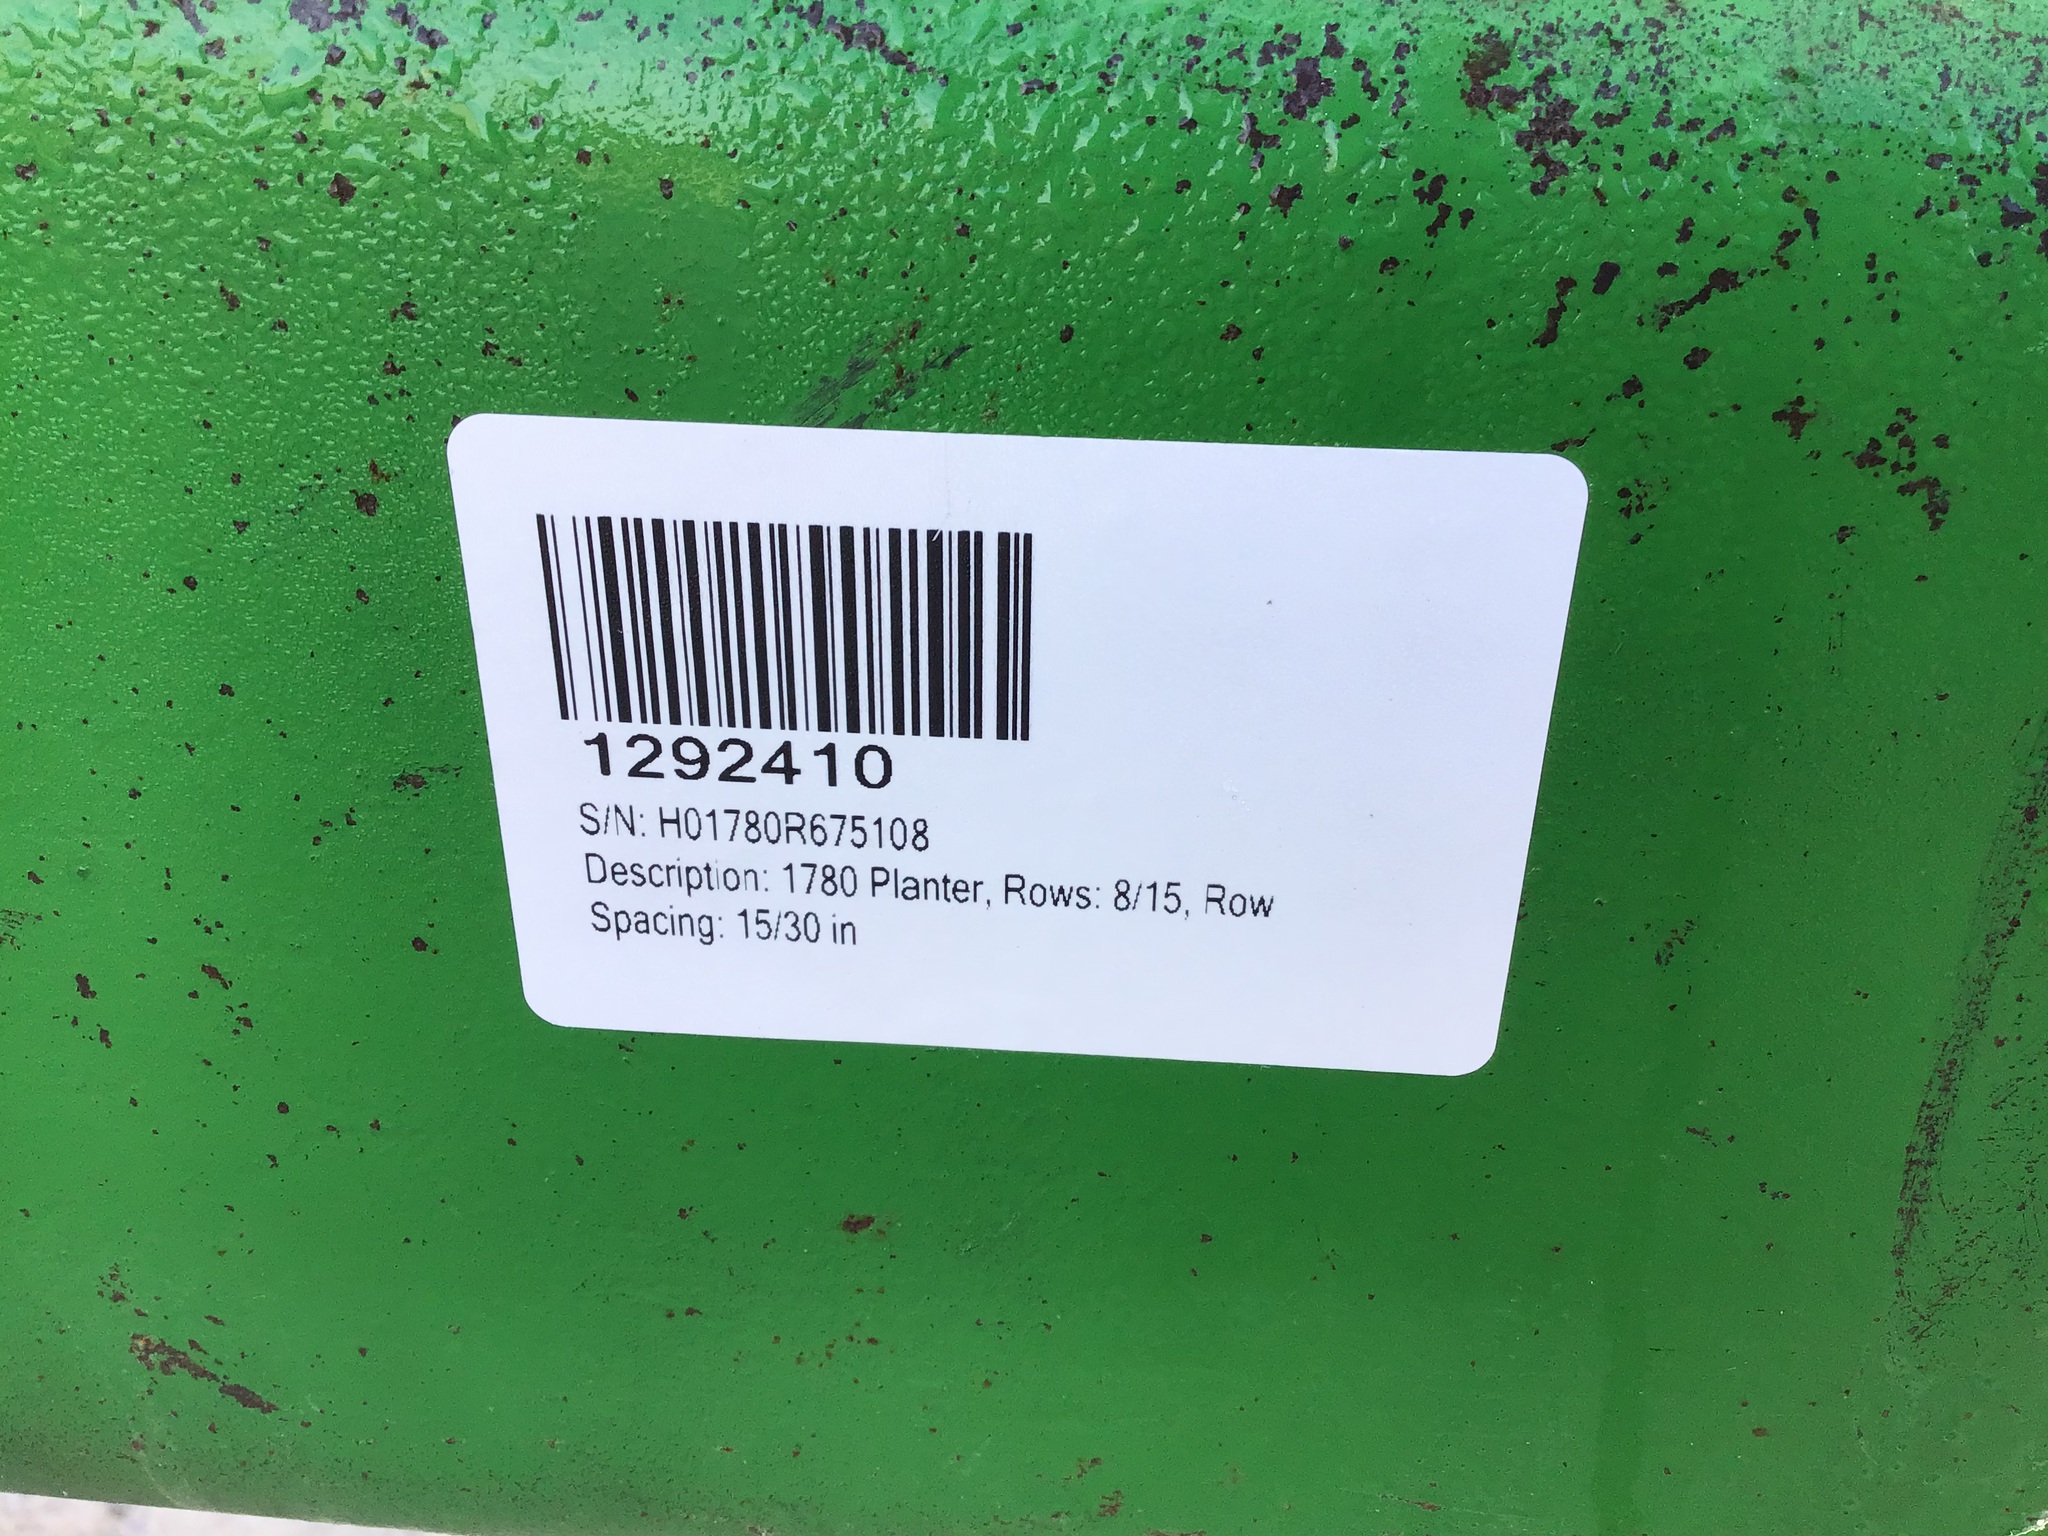 1292410
S/N: H01780R675108
Description: 1780 Planter, Rows: 8/15, Row
Spacing: 15/30 in